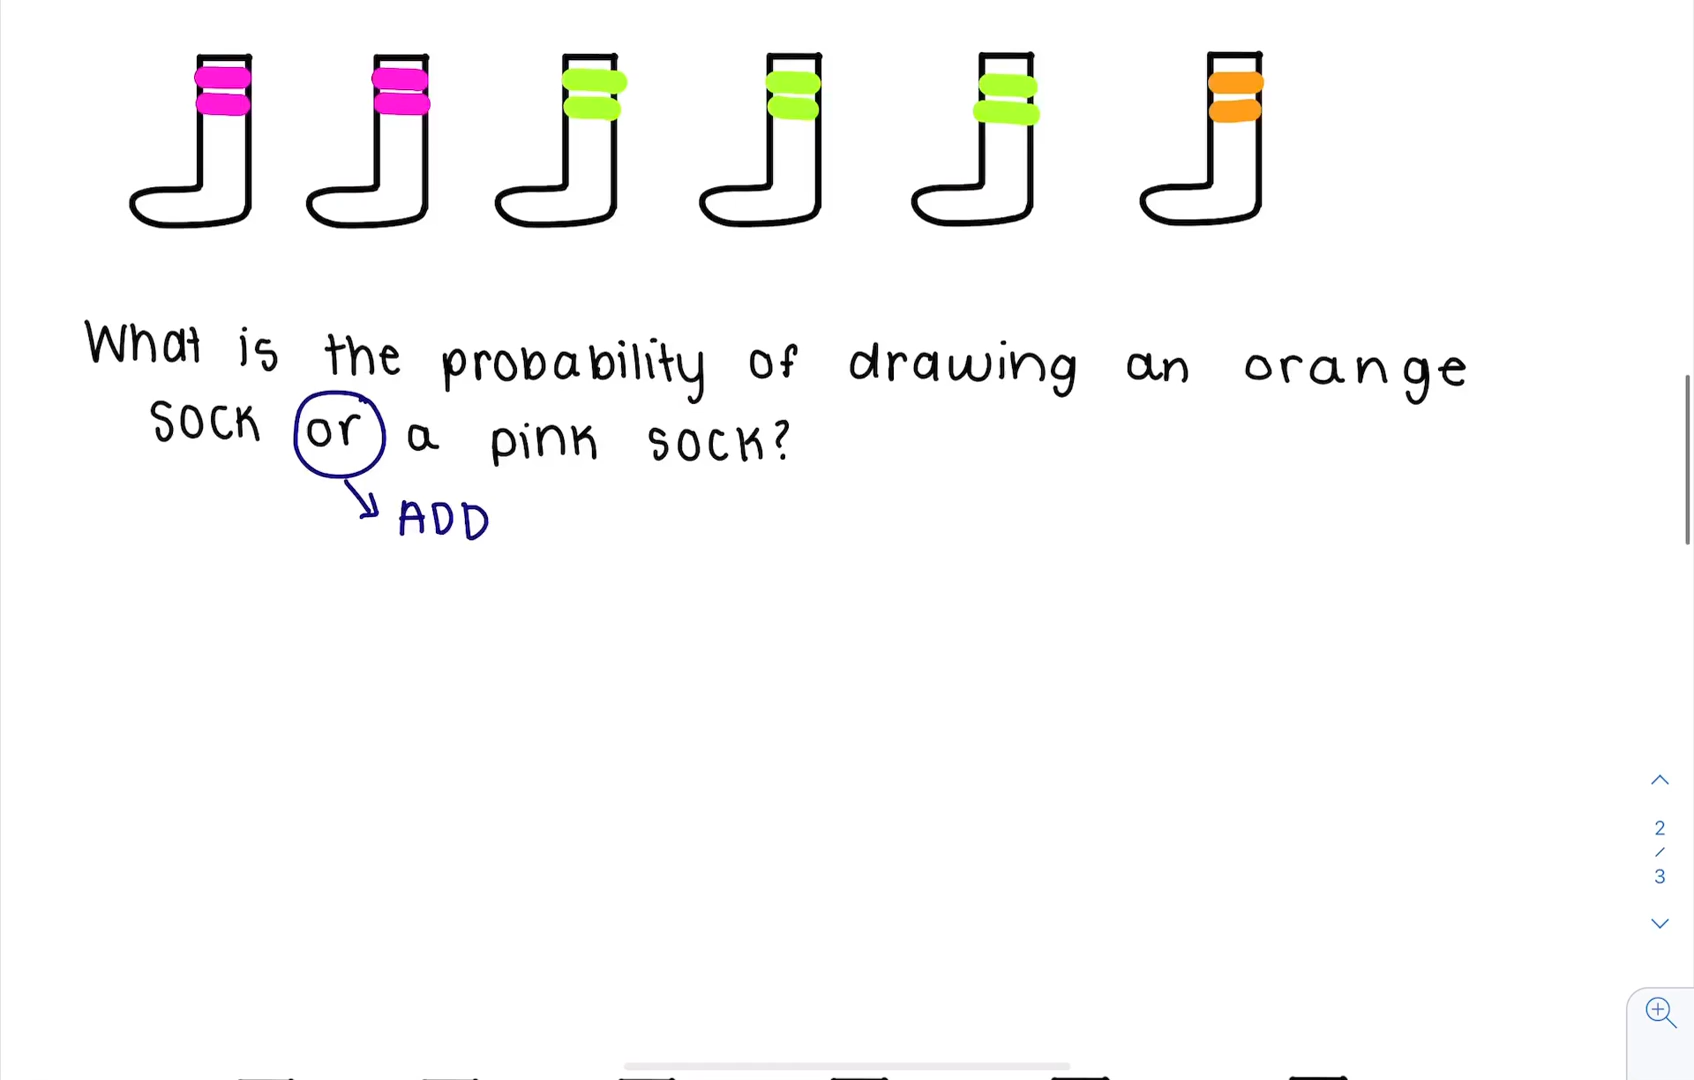 What is the probability of drawing an orange
sock or a pink sock?
ADD
2
/
3